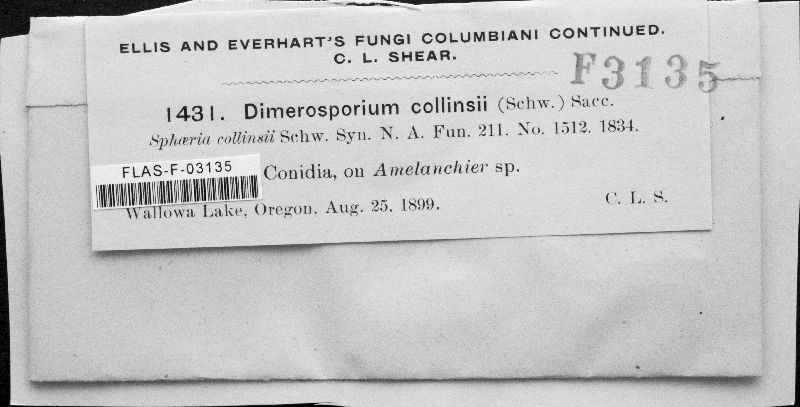 ELLIS AND EVERHART'S FUNGI COLUMBIANI CONTINUED.
C. L. SHEAR.
F3135
1431. Dimerosporium collinsii (Schw.) Sacc.
Sphæria collinsii Schw. Syn. N. A. Fun. 211. No. 1512. 1834.
FLAS-F-03135
Conidia, on Amelanchier sp.
Wallowa Lake, Oregon, Aug. 25, 1899.
C. L. S.